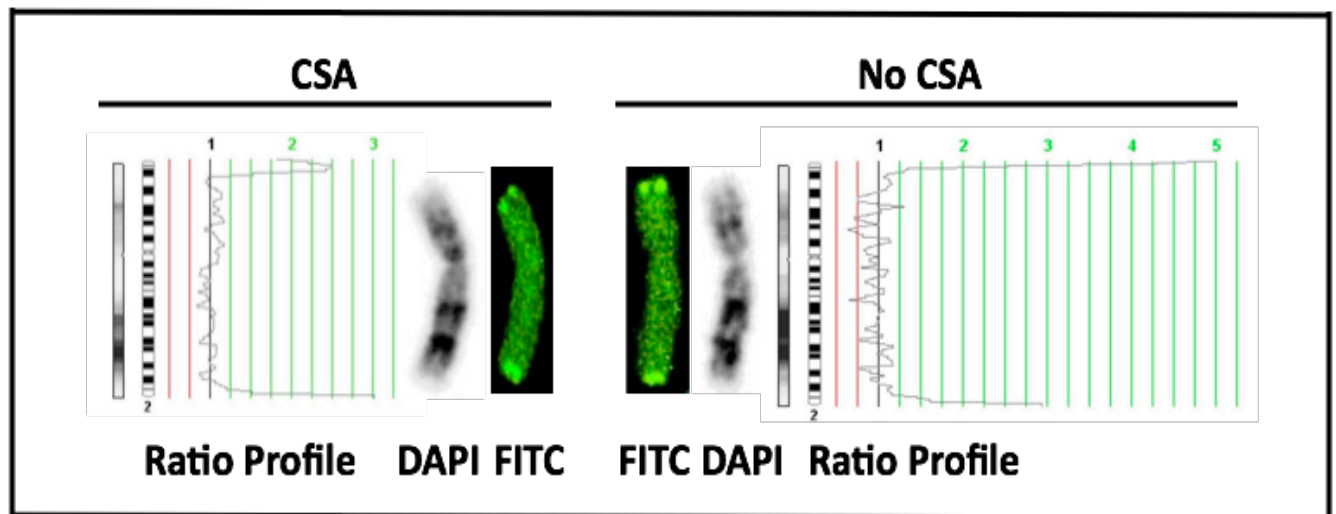 CSA
No CSA
1 2 3
1 2 3 4 5
2
2
Ratio Profile DAPI FITC
FITC DAPI Ratio Profile